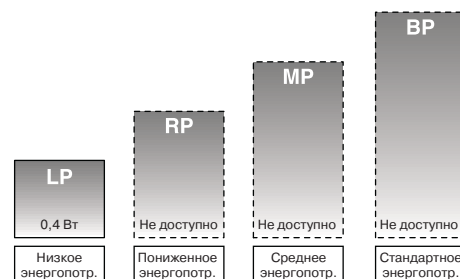 BP
MP
RP
LP
0,4 Вт
Не доступно
Не доступно
Не доступно
Низкое
энергопотр.
Пониженное
энергопотр.
Среднее
энергопотр.
Стандартное
энергопотр.